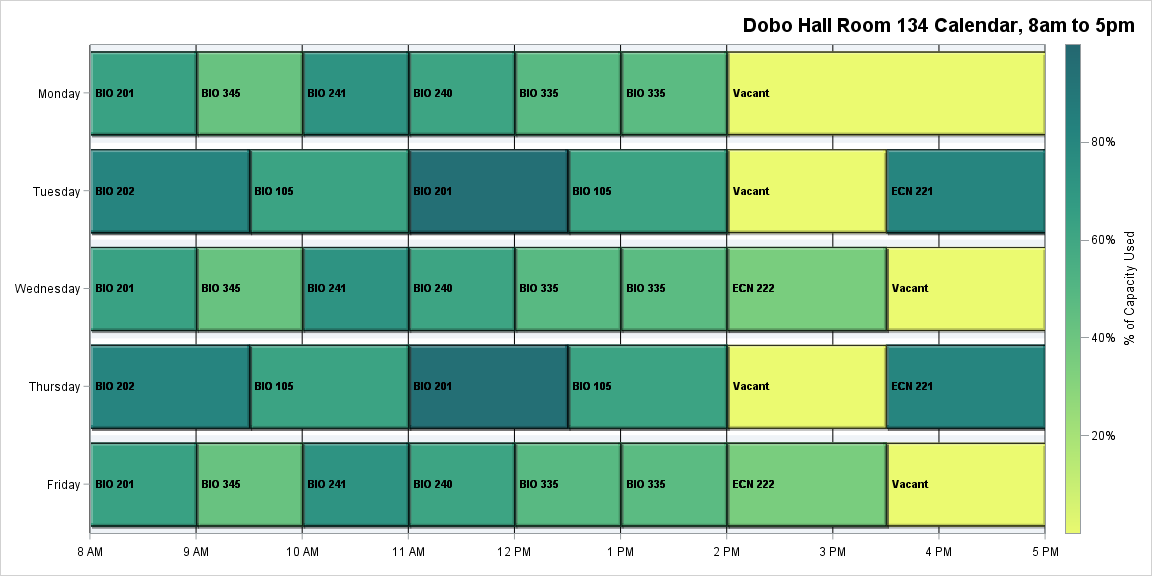 Dobo Hall Room 134 Calendar, 8am to 5pm
Monday BIO 201 BIO 345 BIO 241 BIO 240 BIO 335 BIO 335 Vacant
80%
Tuesday BIO 202 BIO 105 BIO 201 BIO 105 Vacant ECN 221
60%
% of Capacity Used
Wednesday BIO 201 BIO 345 BIO 241 BIO 240 BIO 335 BIO 335 ECN 222 Vacant
40%
Thursday BIO 202 BIO 105 BIO 201 BIO 105 Vacant ECN 221
20%
Friday BIO 201 BIO 345 BIO 241 BIO 240 BIO 335 BIO 335 ECN 222 Vacant
8 AM 9 AM 10 AM 11 AM 12 PM 1 PM 2 PM 3 PM 4 PM 5 PM